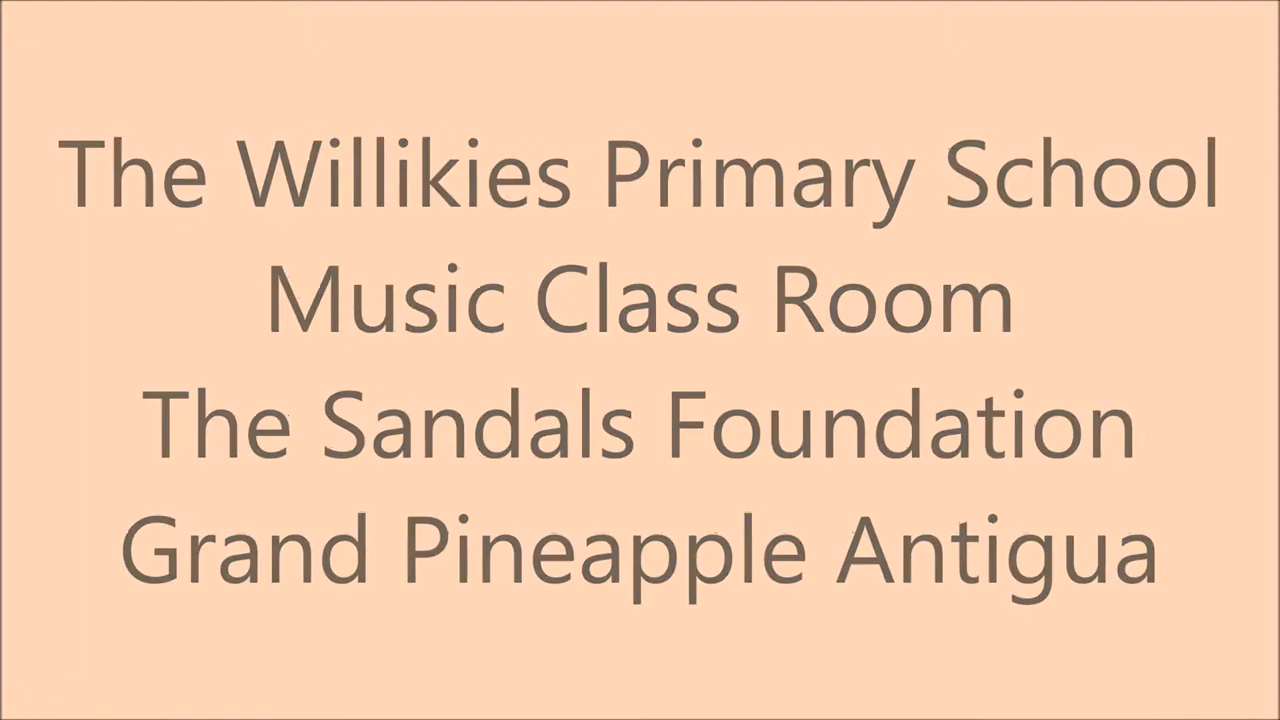 The Willikies Primary School
Music Class Room
The Sandals Foundation
Grand Pineapple Antigua